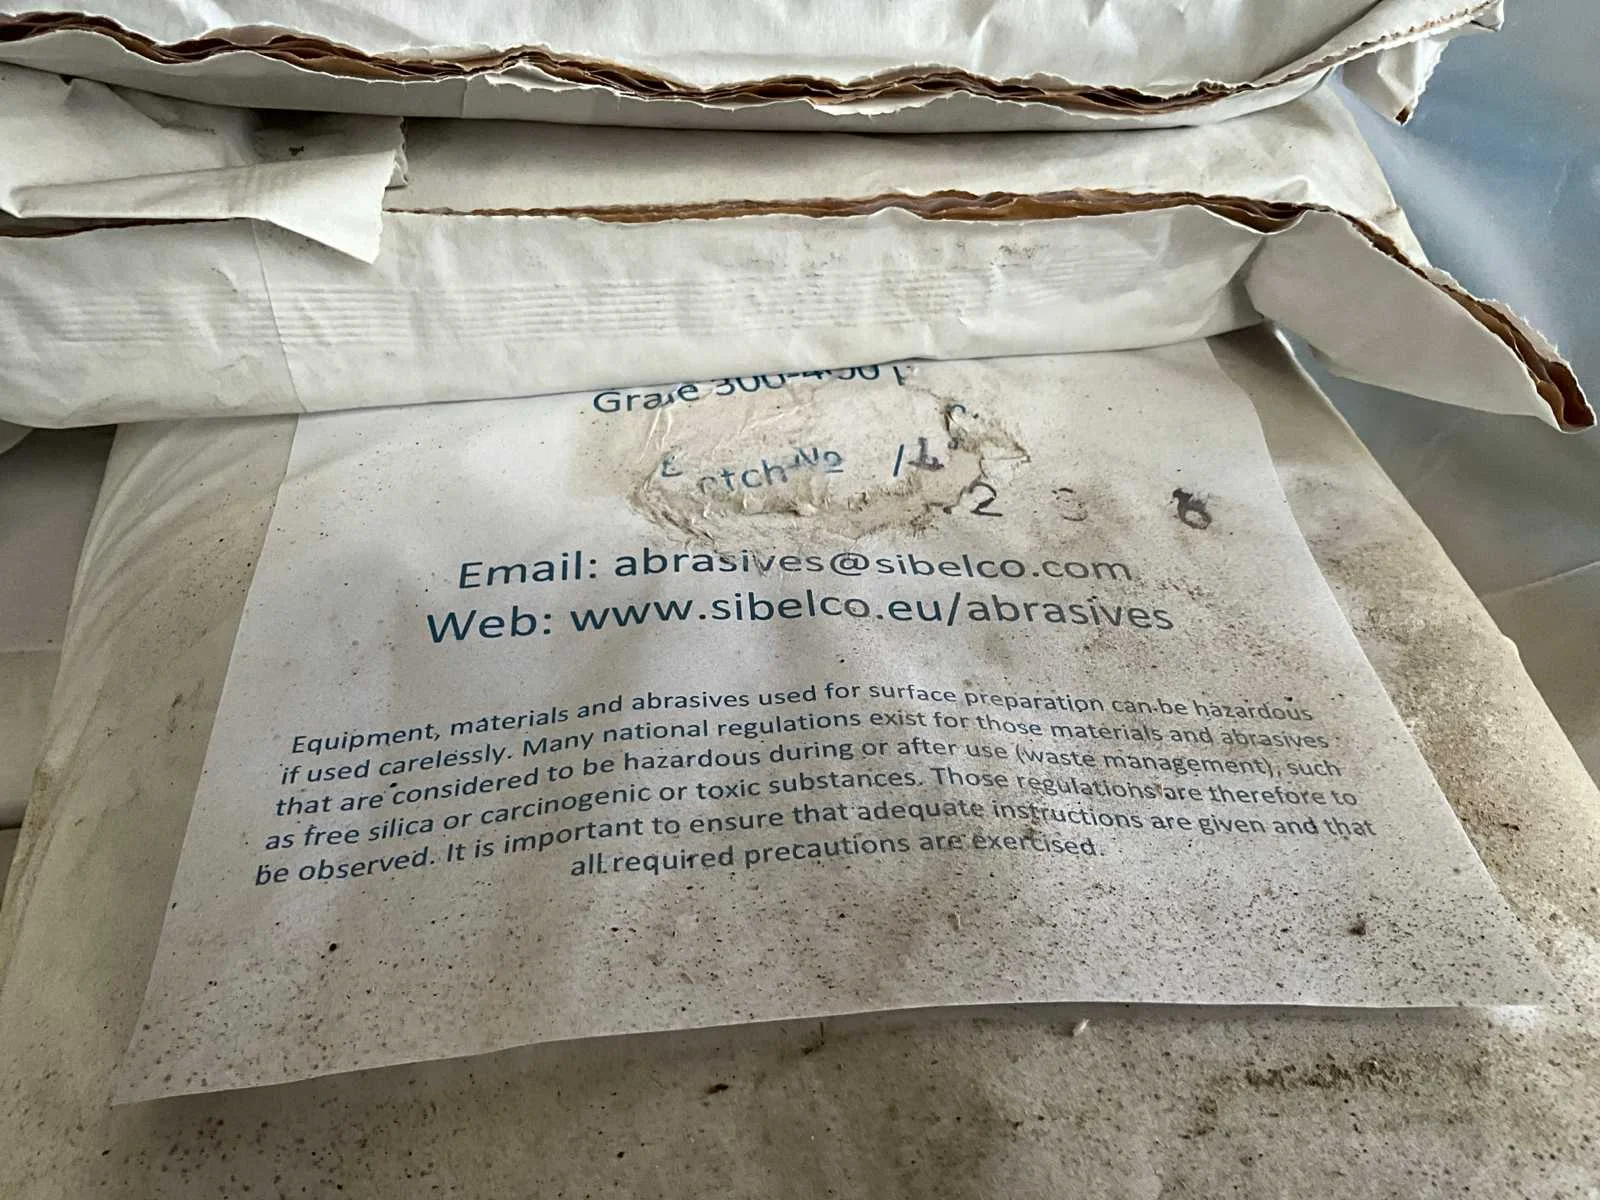 Email: abrasives@sibelco.com
Web: www.sibelco.eu/abrasives
Equipment, materials and abrasives used for surface preparation can be hazardous
if used carelessly. Many national regulations exist for those materials and abrasives
that are considered to be hazardous during or after use (waste management), such
as free silica or carcinogenic or toxic substances. Those regulations are therefore to
be observed. It is important to ensure that adequate instructions are given and that
all required precautions are exercised.